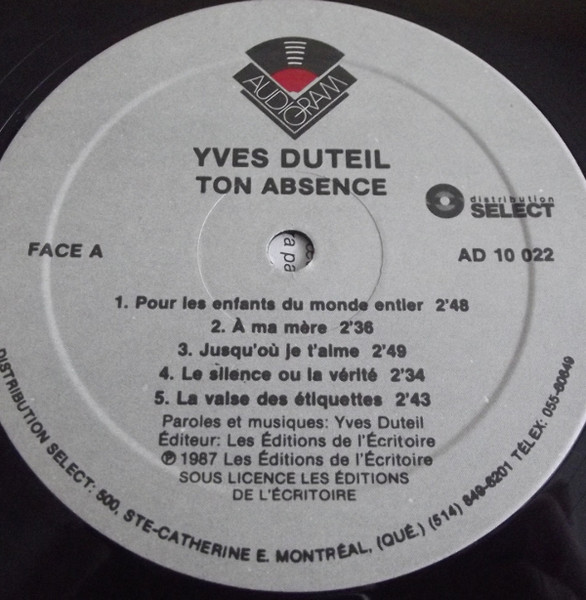 AUDIOGRAM
YVES DUTEIL
TON ABSENCE
distribution
SELECT
FACE A
AD 10 022
1. Pour les enfants du monde entier 2'48
2. À ma mère 2'36
3. Jusqu'où je t'aime 2'49
4. Le silence ou la vérité 2'34
5. La valse des étiquettes 2'43
Paroles et musiques: Yves Duteil
Éditeur: Les Éditions de l'Écritoire
℗ 1987 Les Éditions de l'Écritoire
SOUS LICENCE LES ÉDITIONS
DE L'ÉCRITOIRE
DISTRIBUTION SELECT: 500, STE-CATHERINE E. MONTRÉAL, (QUÉ.) (514) 849-6201 TÉLEX: 055-60649